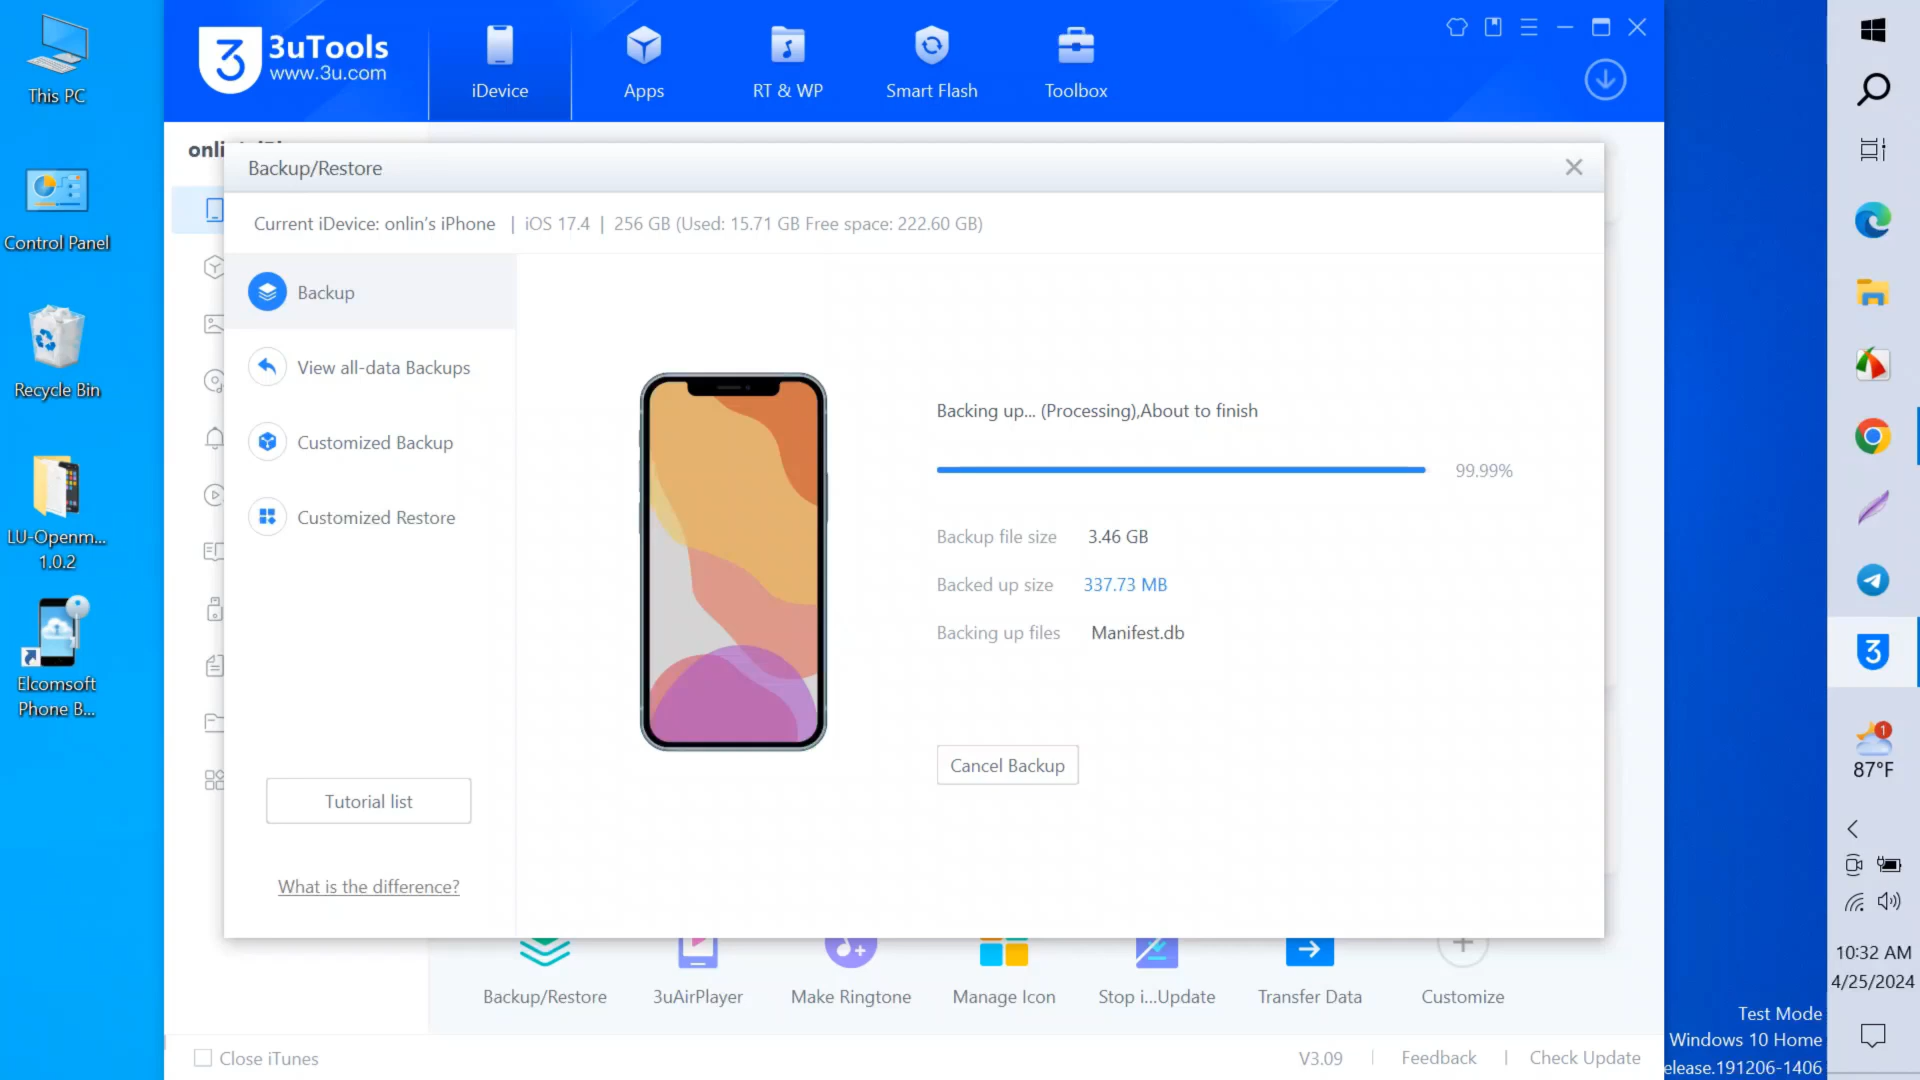 This PC
Control Panel
Recycle Bin
LU-Openm...
1.0.2
Elcomsoft
Phone B...
3
3uTools
www.3u.com
iDevice
Apps
RT & WP
Smart Flash
Toolbox
onlin
Backup/Restore
Current iDevice: onlin's iPhone | iOS 17.4 | 256 GB (Used: 15.71 GB Free space: 222.60 GB)
Backup
View all-data Backups
Customized Backup
Customized Restore
Tutorial list
What is the difference?
Backing up... (Processing),About to finish
99.99%
Backup file size 3.46 GB
Backed up size 337.73 MB
Backing up files Manifest.db
Cancel Backup
Backup/Restore
3uAirPlayer
Make Ringtone
Manage Icon
Stop i...Update
Transfer Data
Customize
Close iTunes
V3.09 | Feedback | Check Update
3
1
87°F
10:32 AM
4/25/2024
Test Mode
Windows 10 Home
elease.191206-1406